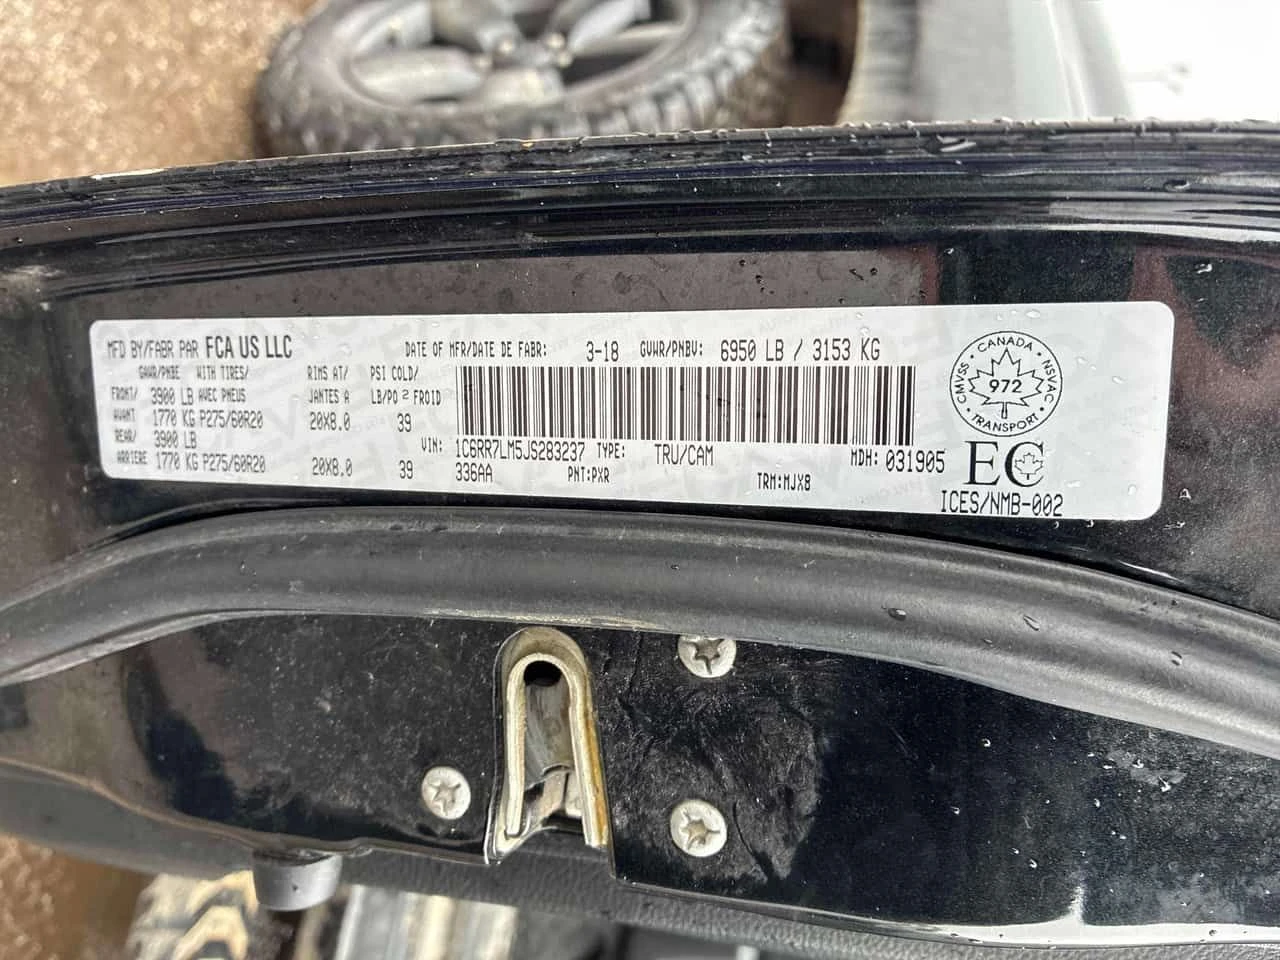 MFD BY/FABR PAR FCA US LLC
DATE OF MFR/DATE DE FABR: 3-18 GVWR/PNBV: 6950 LB / 3153 KG
GAWR/PNBE WITH TIRES/ RIMS AT/ PSI COLD/
FRONT/ 3900 LB AVEC PNEUS JANTES A LB/PO 2 FROID
AVANT 1770 KG P275/60R20 20X8.0 39
REAR/ 3900 LB
ARRIERE 1770 KG P275/60R20 20X8.0 39
VIN: 1C6RR7LM5JS283237 TYPE: TRU/CAM MDH: 031905
336AA PNT:PXR TRM:MJX8
CANADA
CMVSS 972 NSVAC
TRANSPORT
EC
ICES/NMB-002